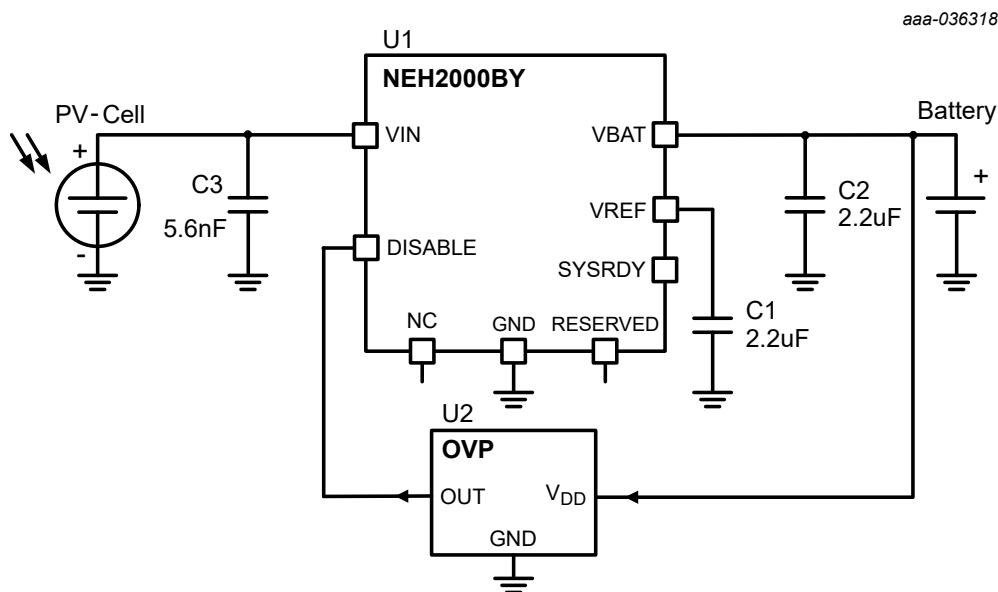 aaa-036318
U1
NEH2000BY
PV-Cell
Battery
VIN
VBAT
+
+
C3
5.6nF
C2
2.2uF
VREF
-
DISABLE
SYSRDY
C1
2.2uF
NC
GND
RESERVED
U2
OVP
OUT
VDD
GND